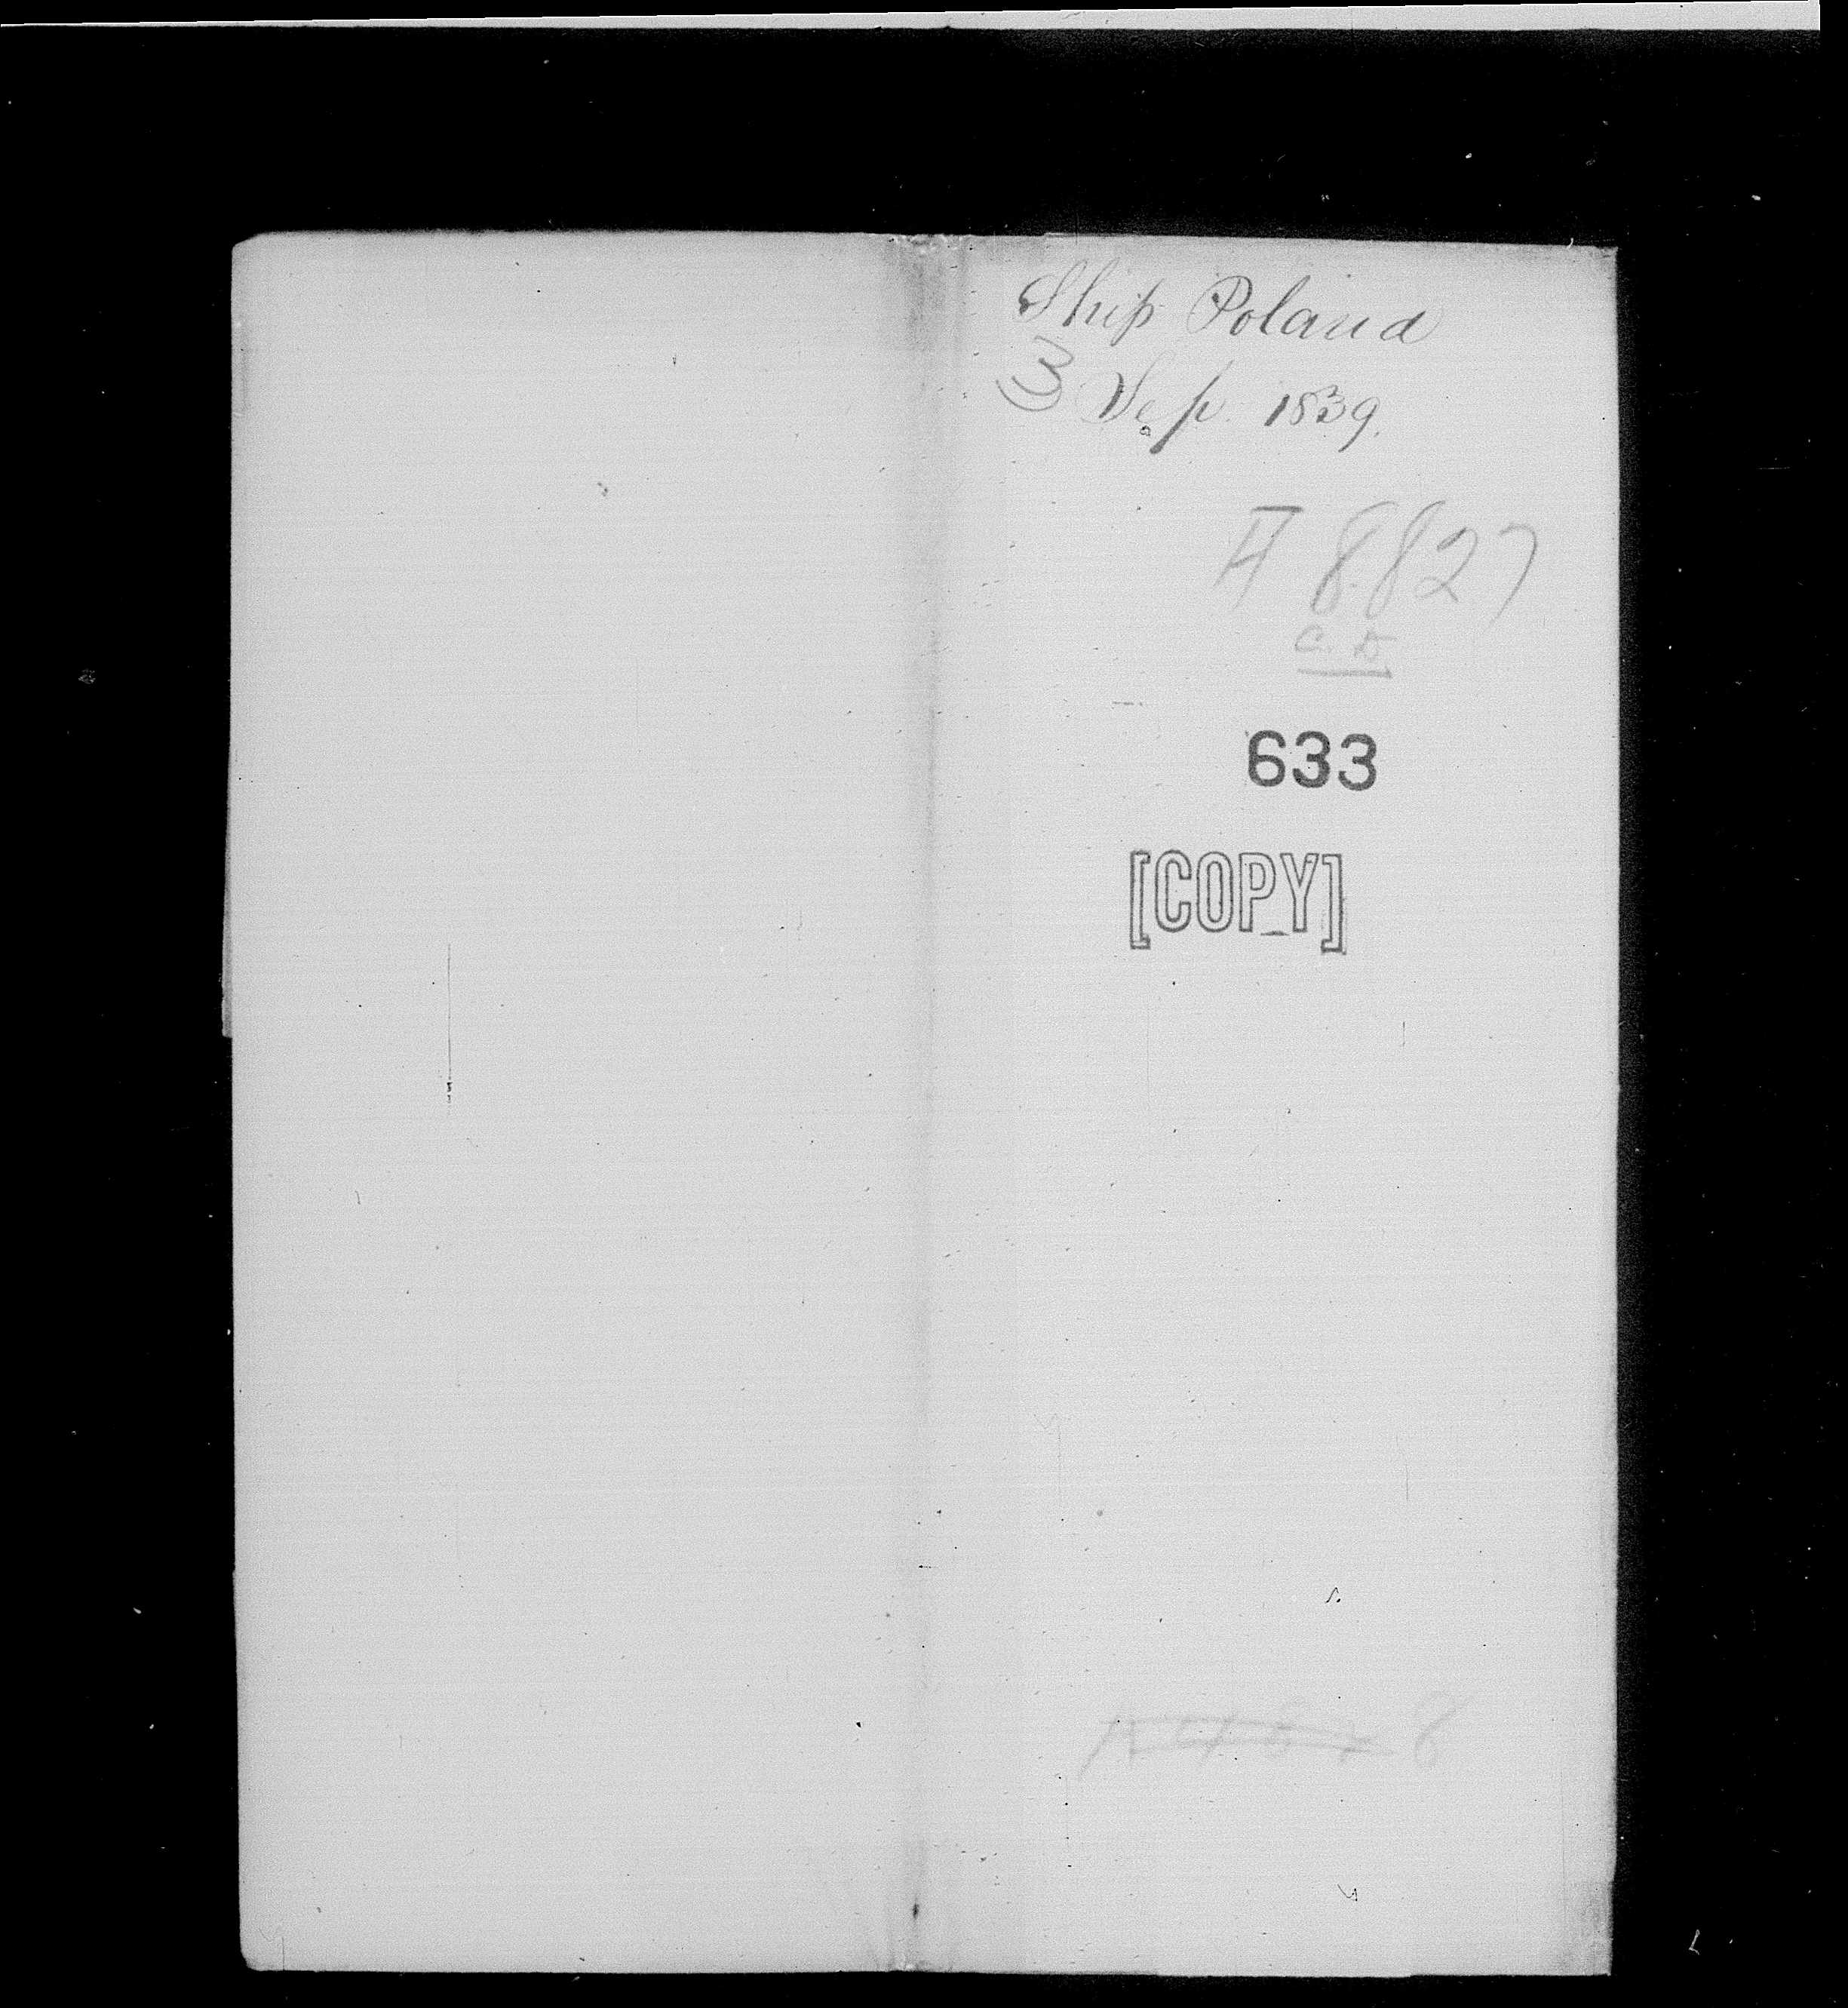 Ship Poland
3 Sep. 1839.
A 8827
C. D
633
[COPY]